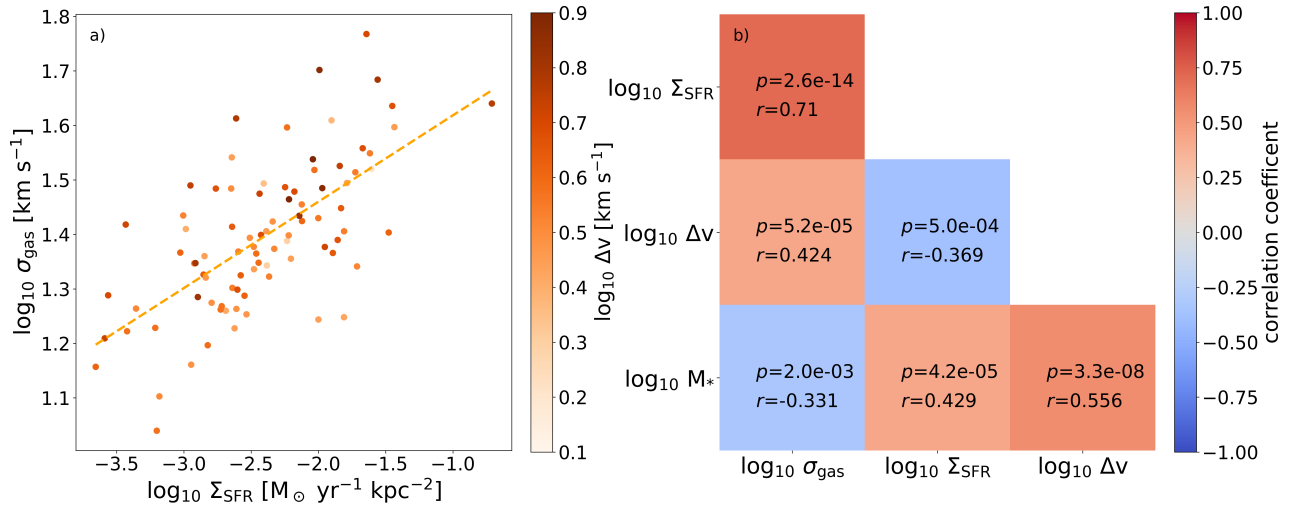 a)
1.8
1.7
1.6
1.5
1.4
1.3
1.2
1.1
log₁₀ σgas [km s⁻¹]
−3.5 −3.0 −2.5 −2.0 −1.5 −1.0
log₁₀ ΣSFR [M⊙ yr⁻¹ kpc⁻²]
0.9
0.8
0.7
0.6
0.5
0.4
0.3
0.2
0.1
log₁₀ Δv [km s⁻¹]
b)
log₁₀ ΣSFR
p=2.6e-14
r=0.71
log₁₀ Δv
p=5.2e-05 p=5.0e-04
r=0.424 r=-0.369
log₁₀ M*
p=2.0e-03 p=4.2e-05 p=3.3e-08
r=-0.331 r=0.429 r=0.556
log₁₀ σgas log₁₀ ΣSFR log₁₀ Δv
1.00
0.75
0.50
0.25
0.00
−0.25
−0.50
−0.75
−1.00
correlation coefficent